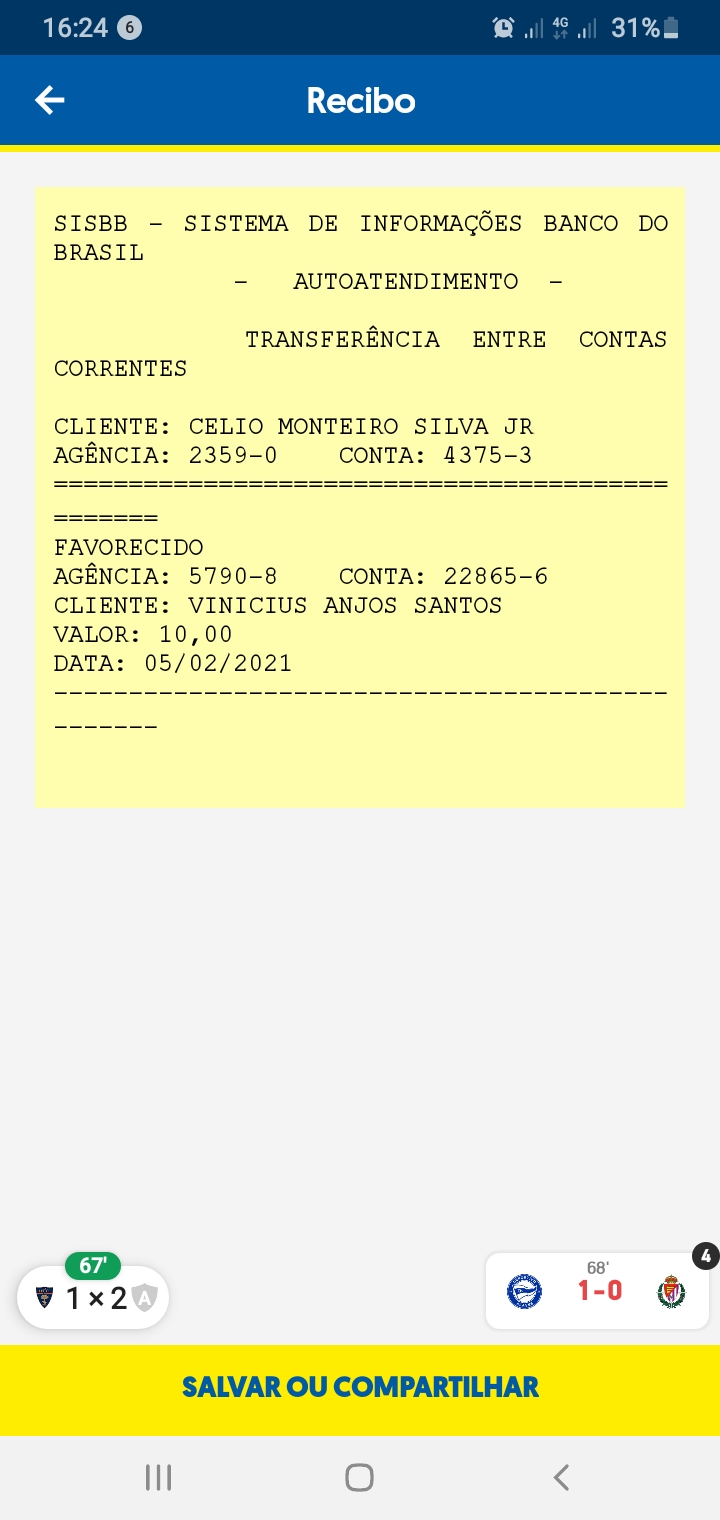 16:24 6 4G 31%
Recibo
SISBB - SISTEMA DE INFORMAÇÕES BANCO DO
BRASIL
- AUTOATENDIMENTO -
TRANSFERÊNCIA ENTRE CONTAS
CORRENTES
CLIENTE: CELIO MONTEIRO SILVA JR
AGÊNCIA: 2359-0 CONTA: 4375-3
=========================================
=======
FAVORECIDO
AGÊNCIA: 5790-8 CONTA: 22865-6
CLIENTE: VINICIUS ANJOS SANTOS
VALOR: 10,00
DATA: 05/02/2021
-----------------------------------------
-------
67'
1 × 2 A
4
68'
1-0
SALVAR OU COMPARTILHAR